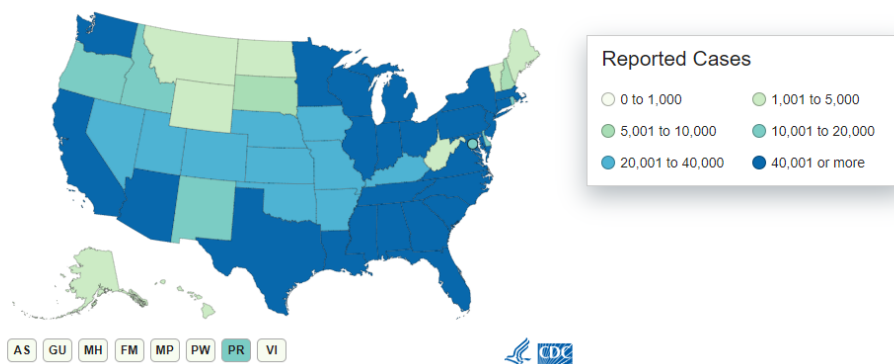 Reported Cases
0 to 1,000
1,001 to 5,000
5,001 to 10,000
10,001 to 20,000
20,001 to 40,000
40,001 or more
AS GU MH FM MP PW PR VI
CDC